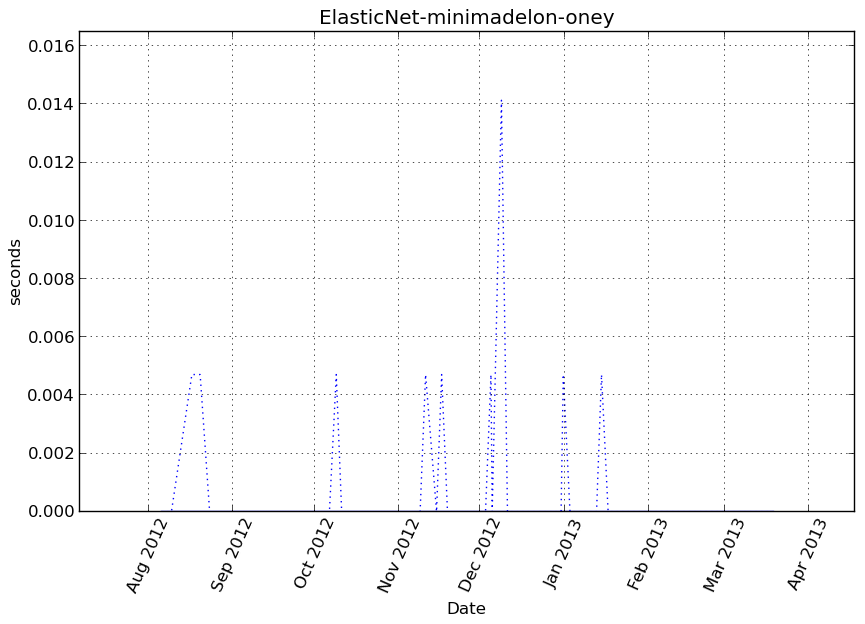 ElasticNet-minimadelon-oney
0.016
0.014
0.012
0.010
0.008
0.006
0.004
0.002
0.000
seconds
Aug 2012
Sep 2012
Oct 2012
Nov 2012
Dec 2012
Jan 2013
Feb 2013
Mar 2013
Apr 2013
Date